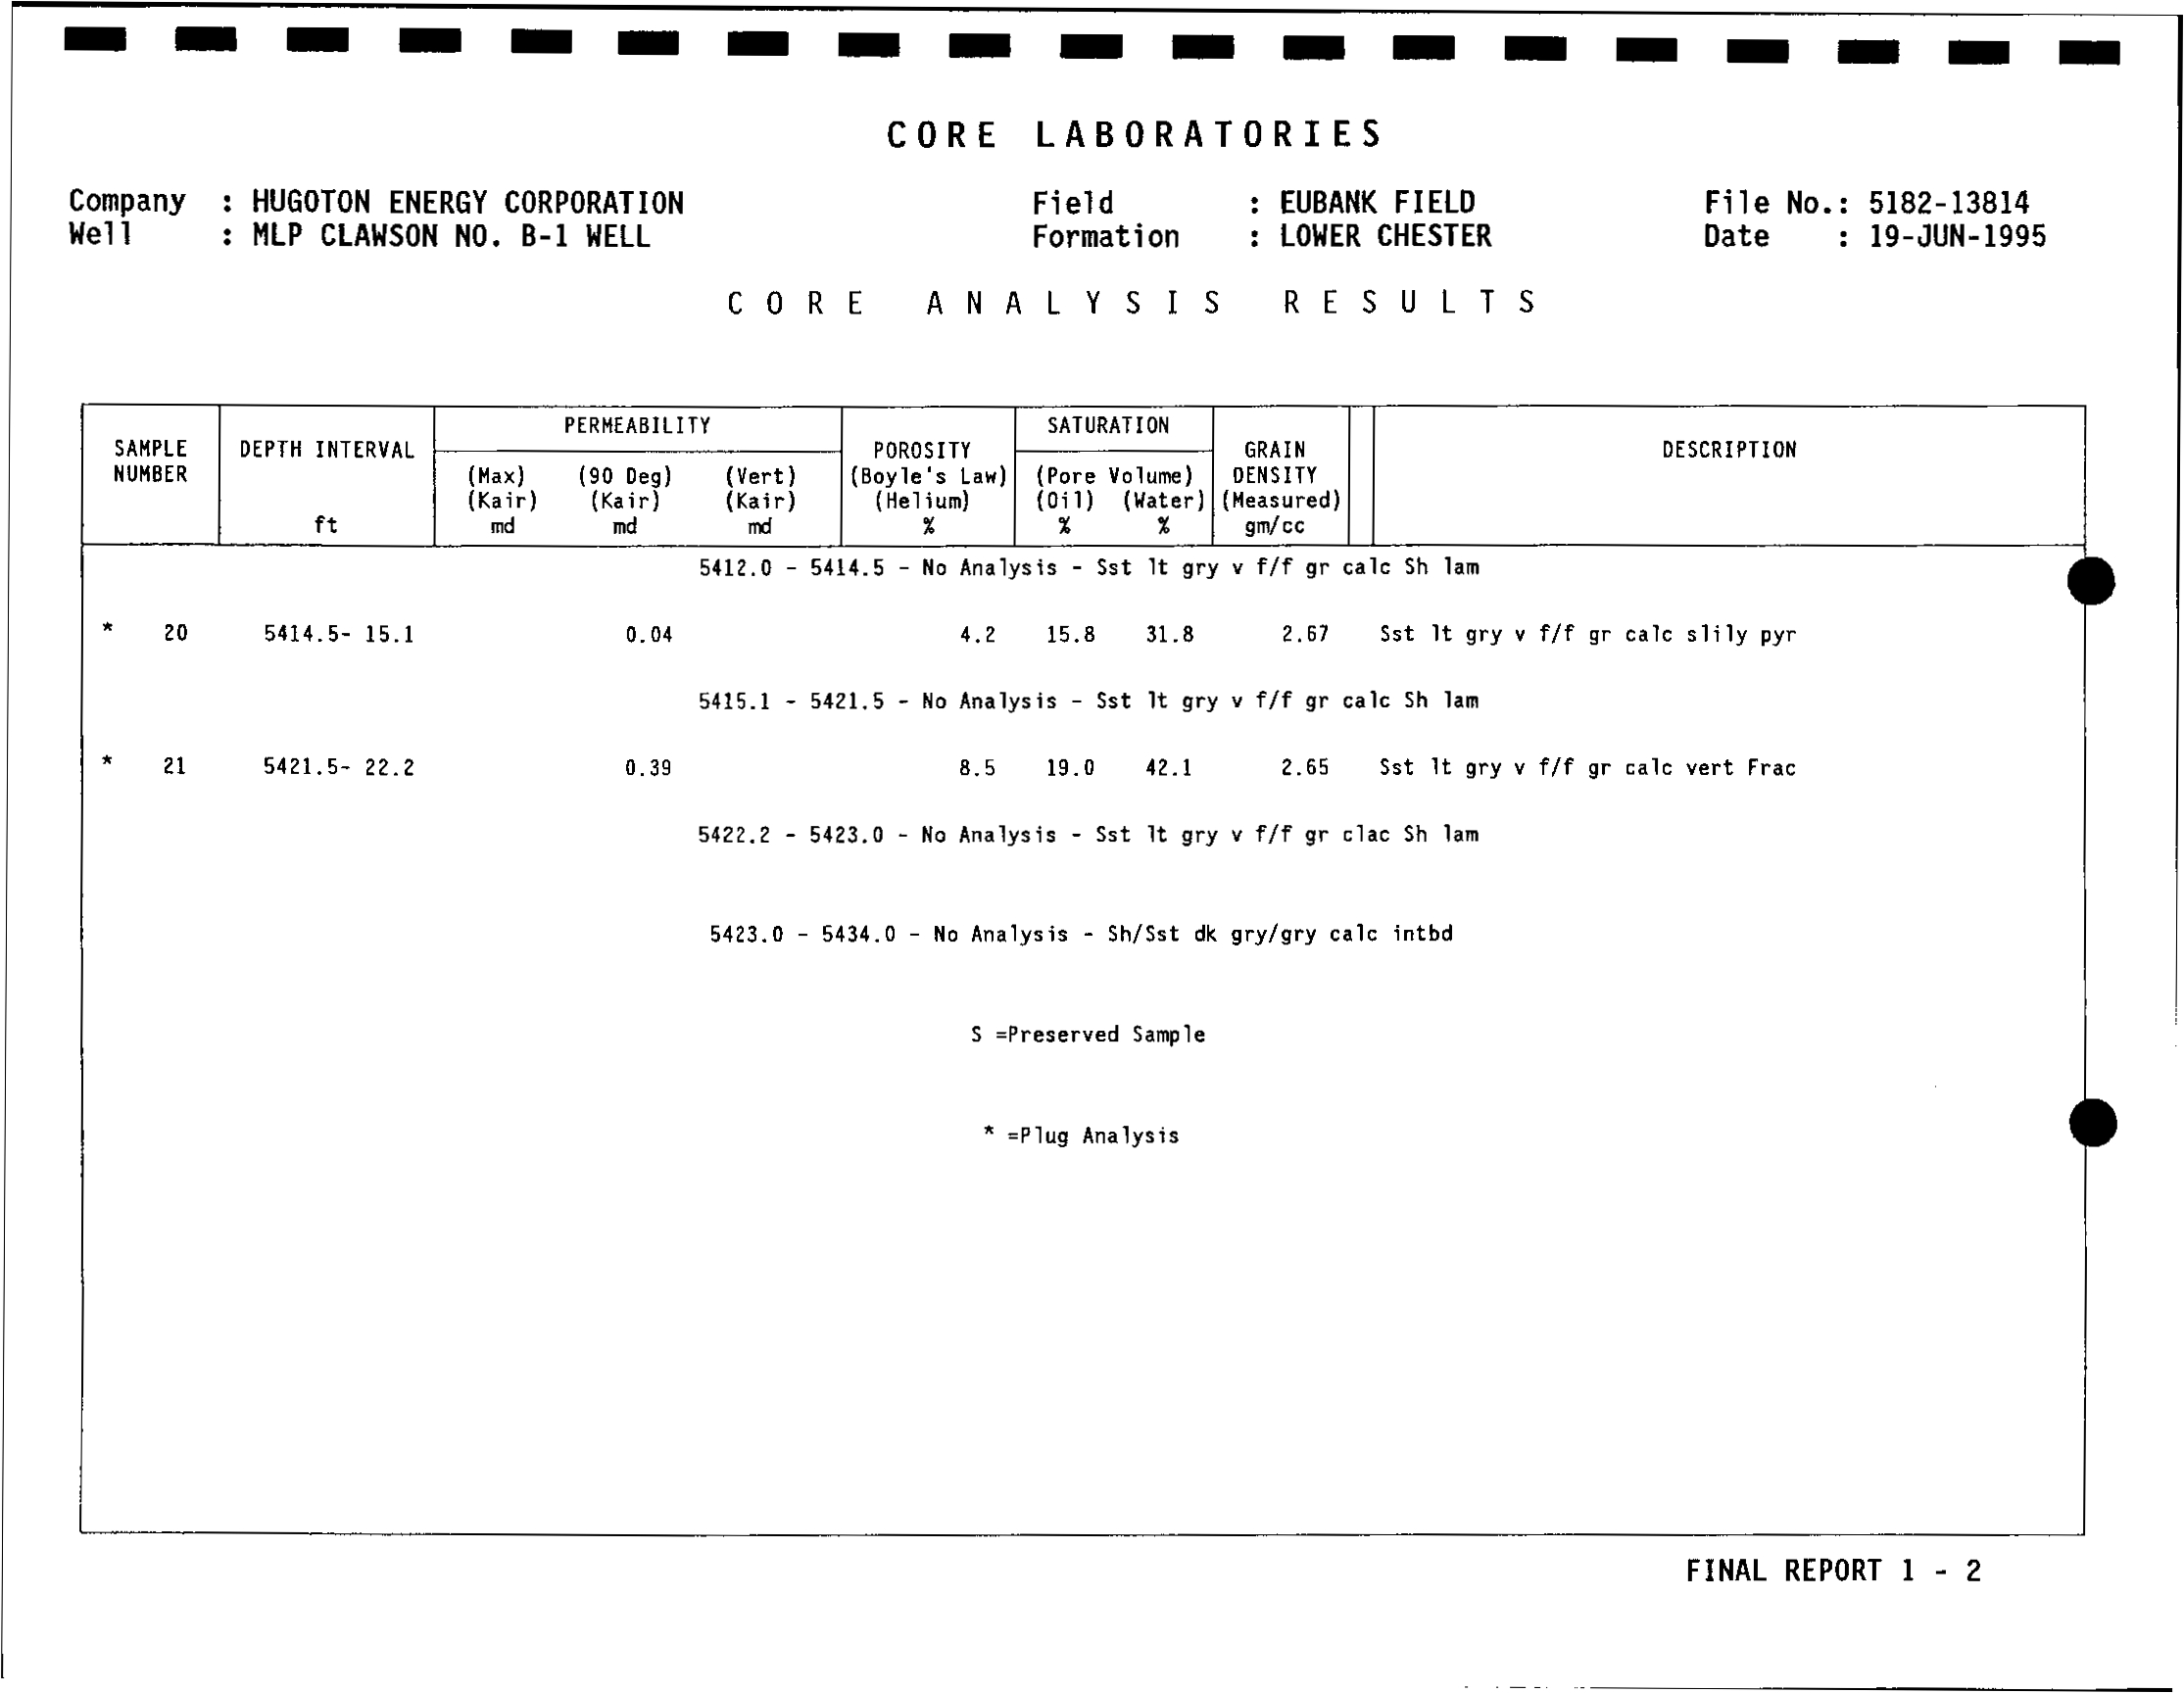 CORE LABORATORIES
Company : HUGOTON ENERGY CORPORATION Field : EUBANK FIELD File No.: 5182-13814
Well : MLP CLAWSON NO. B-1 WELL Formation : LOWER CHESTER Date : 19-JUN-1995
CORE ANALYSIS RESULTS
PERMEABILITY SATURATION
SAMPLE DEPTH INTERVAL POROSITY GRAIN DESCRIPTION
NUMBER (Max) (90 Deg) (Vert) (Boyle's Law) (Pore Volume) DENSITY
(Kair) (Kair) (Kair) (Helium) (Oil) (Water) (Measured)
ft md md md % % % gm/cc
5412.0 - 5414.5 - No Analysis - Sst lt gry v f/f gr calc Sh lam
* 20 5414.5- 15.1 0.04 4.2 15.8 31.8 2.67 Sst lt gry v f/f gr calc slily pyr
5415.1 - 5421.5 - No Analysis - Sst lt gry v f/f gr calc Sh lam
* 21 5421.5- 22.2 0.39 8.5 19.0 42.1 2.65 Sst lt gry v f/f gr calc vert Frac
5422.2 - 5423.0 - No Analysis - Sst lt gry v f/f gr clac Sh lam
5423.0 - 5434.0 - No Analysis - Sh/Sst dk gry/gry calc intbd
S =Preserved Sample
* =Plug Analysis
FINAL REPORT 1 - 2